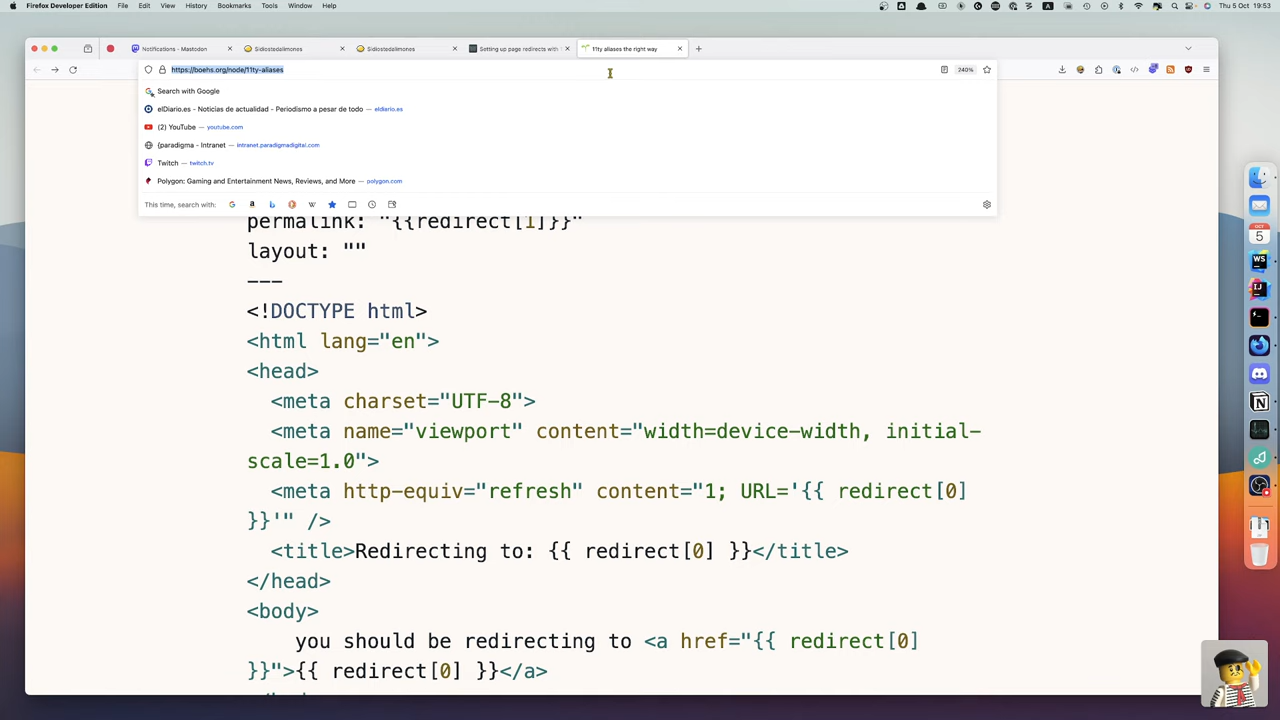 Firefox Developer Edition File Edit View History Bookmarks Tools Window Help
Thu 5 Oct 19:53
Notifications - Mastodon
Sidiostedalimones
Sidiostedalimones
Setting up page redirects with
11ty aliases the right way
https://boehs.org/node/11ty-aliases
240%
Search with Google
elDiario.es - Noticias de actualidad - Periodismo a pesar de todo — eldiario.es
(2) YouTube — youtube.com
{paradigma - Intranet — intranet.paradigmadigital.com
Twitch — twitch.tv
Polygon: Gaming and Entertainment News, Reviews, and More — polygon.com
This time, search with:
permalink: "{{redirect[1]}}"
layout: ""
---
<!DOCTYPE html>
<html lang="en">
<head>
<meta charset="UTF-8">
<meta name="viewport" content="width=device-width, initial-
scale=1.0">
<meta http-equiv="refresh" content="1; URL='{{ redirect[0]
}}'" />
<title>Redirecting to: {{ redirect[0] }}</title>
</head>
<body>
you should be redirecting to <a href="{{ redirect[0]
}}">{{ redirect[0] }}</a>